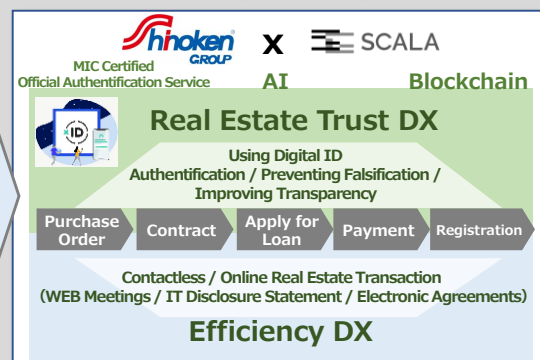 Shinoken
GROUP
X
SCALA
MIC Certified
Official Authentification Service
AI
Blockchain
ID
Real Estate Trust DX
Using Digital ID
Authentification / Preventing Falsification /
Improving Transparency
Purchase Order
Contract
Apply for Loan
Payment
Registration
Contactless / Online Real Estate Transaction
(WEB Meetings / IT Disclosure Statement / Electronic Agreements)
Efficiency DX